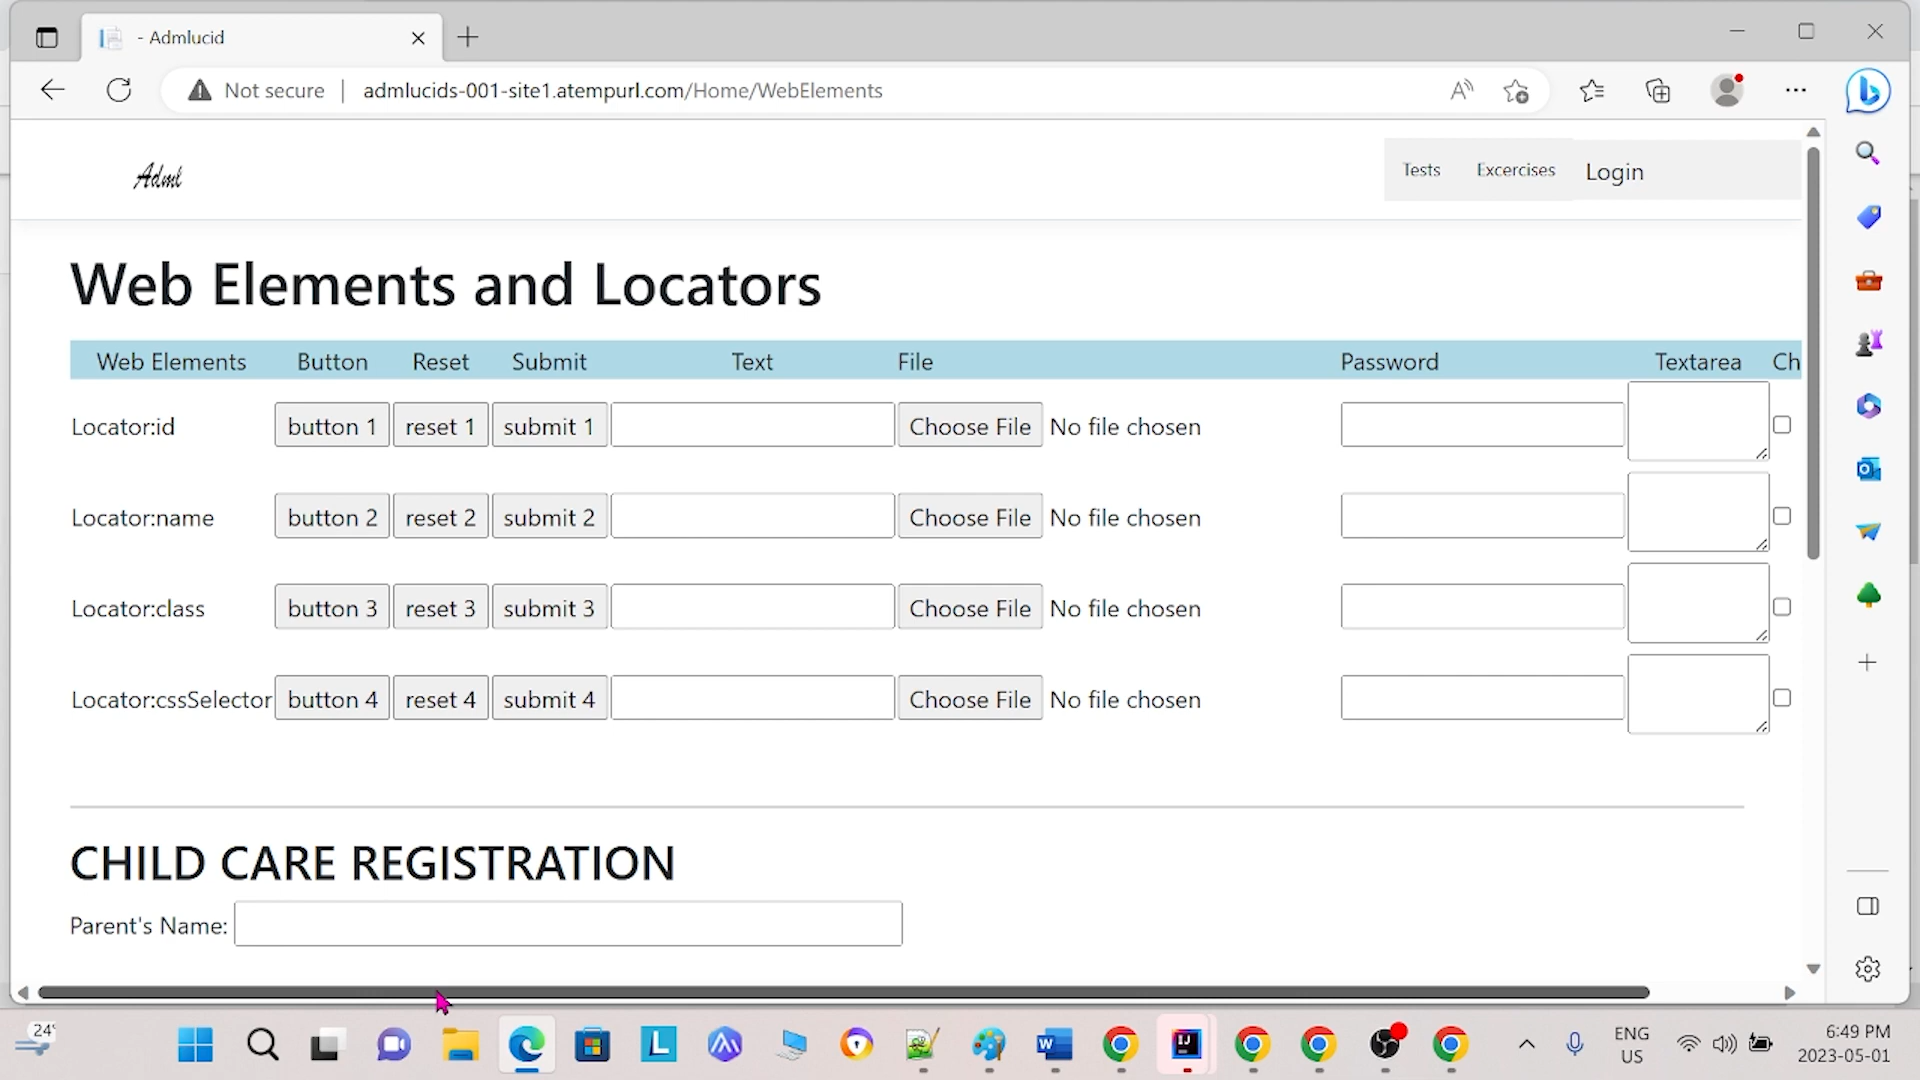 - Admlucid
Not secure | admlucids-001-site1.atempurl.com/Home/WebElements
Adml
Tests Excercises Login
Web Elements and Locators
Web Elements Button Reset Submit Text File Password Textarea Ch
Locator:id button 1 reset 1 submit 1 Choose File No file chosen
Locator:name button 2 reset 2 submit 2 Choose File No file chosen
Locator:class button 3 reset 3 submit 3 Choose File No file chosen
Locator:cssSelector button 4 reset 4 submit 4 Choose File No file chosen
CHILD CARE REGISTRATION
Parent's Name:
24°
ENG
US
6:49 PM
2023-05-01